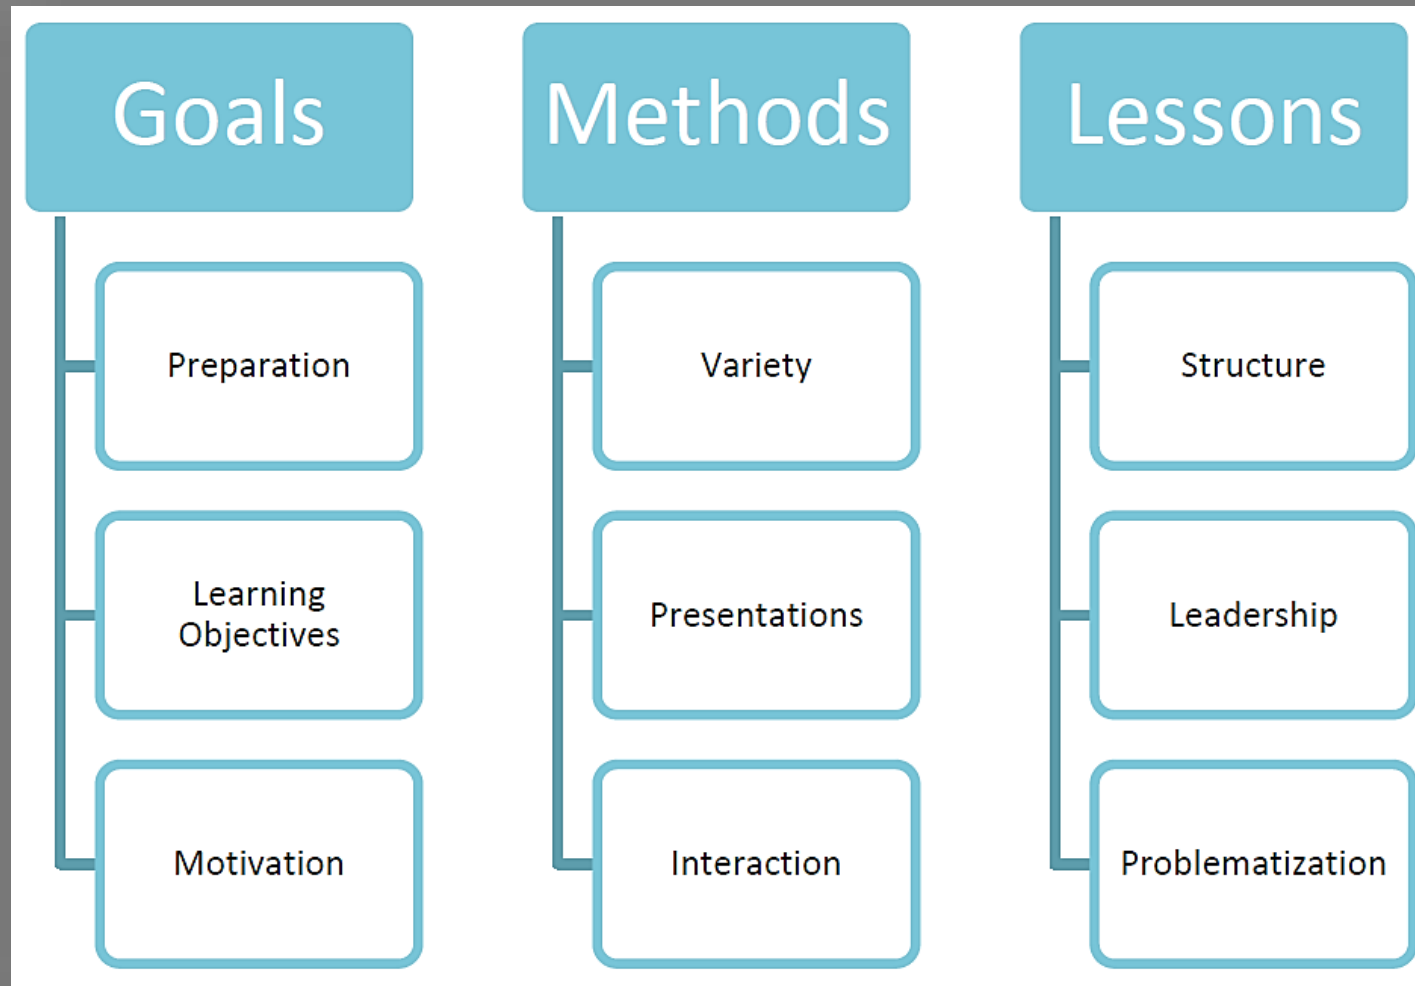 Goals
Preparation
Learning
Objectives
Motivation
Methods
Variety
Presentations
Interaction
Lessons
Structure
Leadership
Problematization